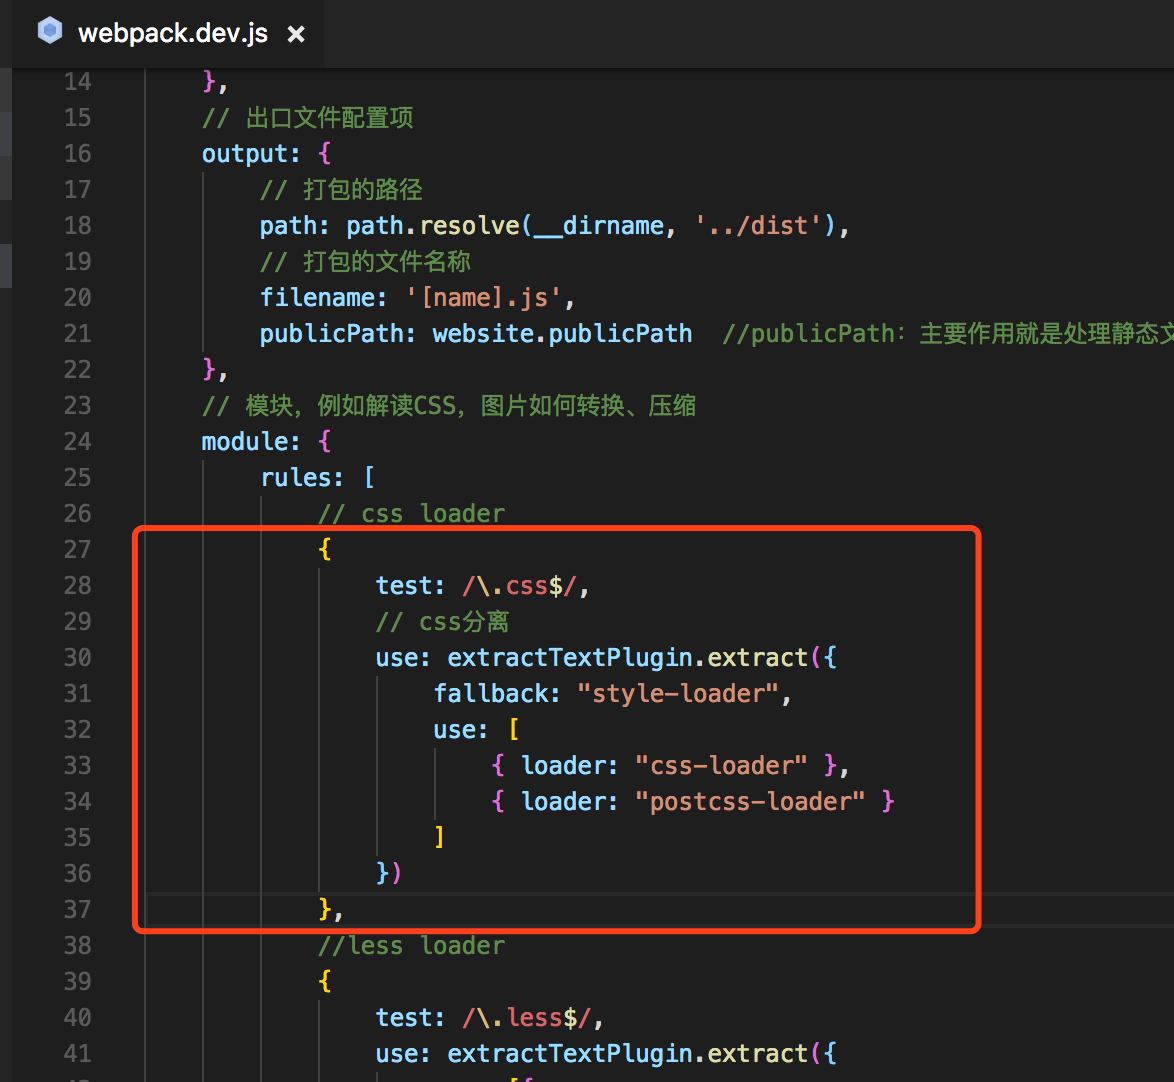 webpack.dev.js ×
14 },
15 // 出口文件配置项
16 output: {
17 // 打包的路径
18 path: path.resolve(__dirname, '../dist'),
19 // 打包的文件名称
20 filename: '[name].js',
21 publicPath: website.publicPath //publicPath：主要作用就是处理静态文
22 },
23 // 模块，例如解读CSS，图片如何转换、压缩
24 module: {
25 rules: [
26 // css loader
27 {
28 test: /\.css$/,
29 // css分离
30 use: extractTextPlugin.extract({
31 fallback: "style-loader",
32 use: [
33 { loader: "css-loader" },
34 { loader: "postcss-loader" }
35 ]
36 })
37 },
38 //less loader
39 {
40 test: /\.less$/,
41 use: extractTextPlugin.extract({